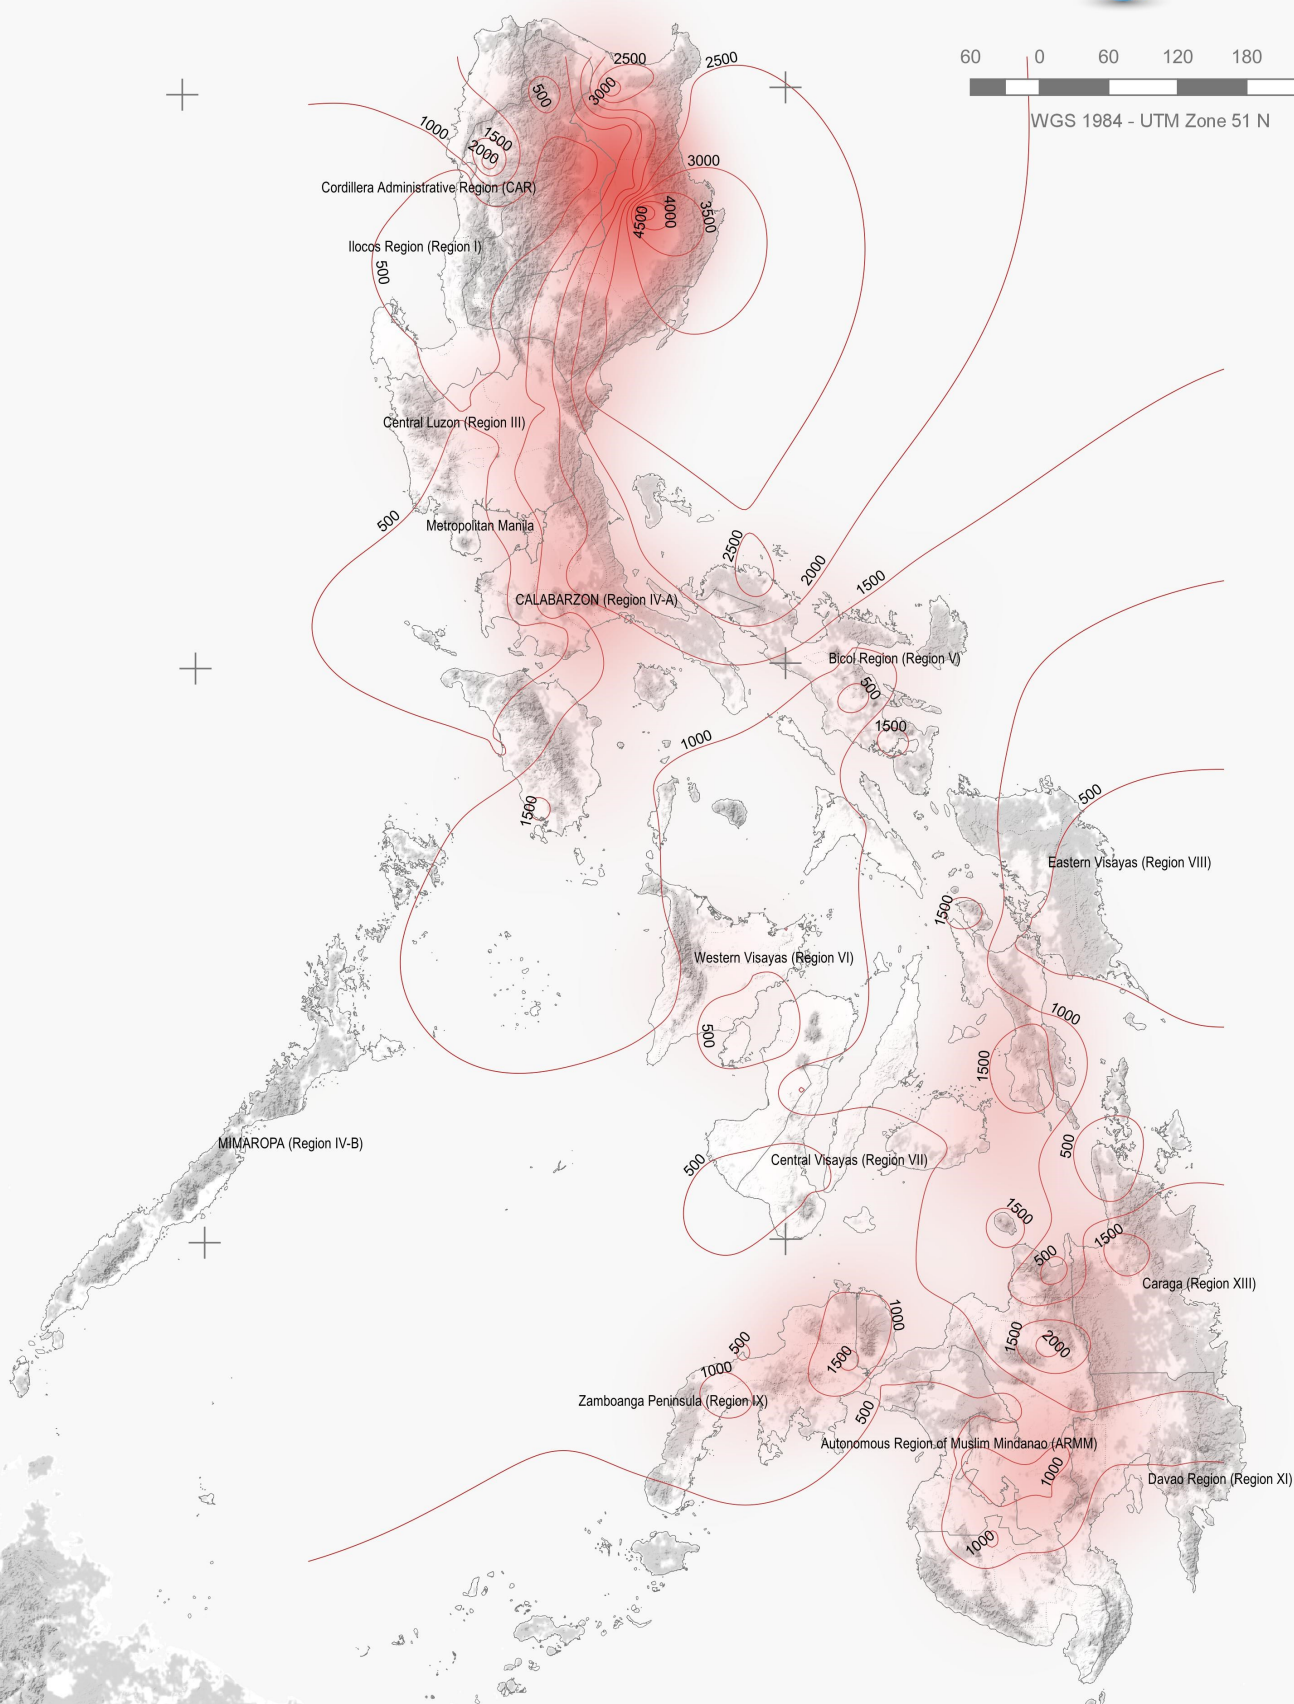 60 0 60 120 180
WGS 1984 - UTM Zone 51 N
2500
2500
500
3000
1000
1500
2000
3000
Cordillera Administrative Region (CAR)
4500
4000
3500
Ilocos Region (Region I)
500
Central Luzon (Region III)
500
Metropolitan Manila
2500
2000
1500
CALABARZON (Region IV-A)
Bicol Region (Region V)
500
1500
1000
1500
500
Eastern Visayas (Region VIII)
1500
Western Visayas (Region VI)
500
1000
1500
MIMAROPA (Region IV-B)
500
500
Central Visayas (Region VII)
1500
1500
500
Caraga (Region XIII)
1000
1500
2000
500
1500
1000
Zamboanga Peninsula (Region IX)
500
Autonomous Region of Muslim Mindanao (ARMM)
1000
Davao Region (Region XI)
1000